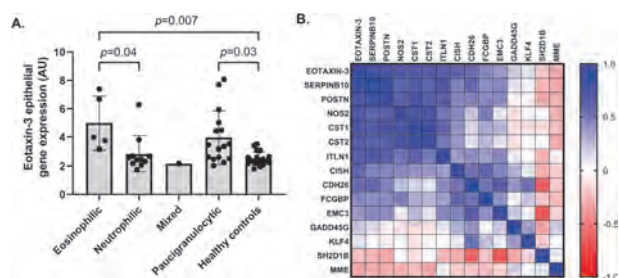 A.
p=0.007
p=0.04
p=0.03
Eotaxin-3 epithelial
gene expression (AU)
10
8
6
4
2
0
Eosinophilic
Neutrophilic
Mixed
Paucigranulocytic
Healthy controls
B.
EOTAXIN-3
SERPINB10
POSTN
NOS2
CST1
CST2
ITLN1
CISH
CDH26
FCGBP
EMC3
GADD45G
KLF4
SH2D1B
MME
EOTAXIN-3
SERPINB10
POSTN
NOS2
CST1
CST2
ITLN1
CISH
CDH26
FCGBP
EMC3
GADD45G
KLF4
SH2D1B
MME
1.0
0.5
0
-0.5
-1.0